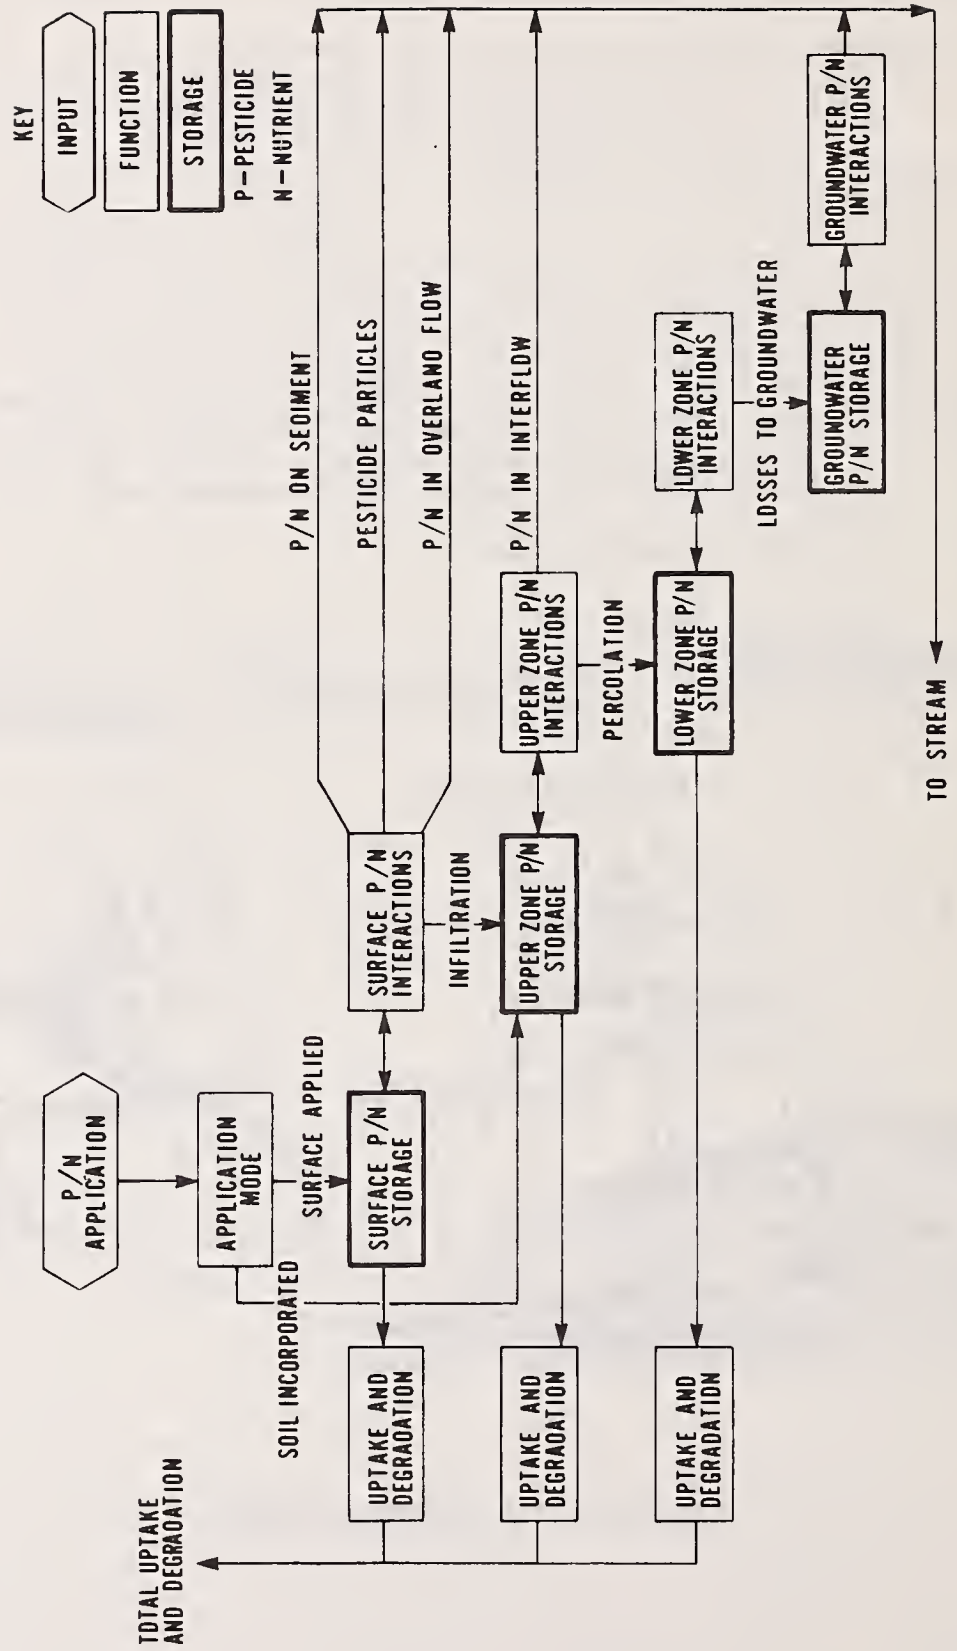 KEY
INPUT
FUNCTION
STORAGE
P–PESTICIDE
N–NUTRIENT
P/N
APPLICATION
APPLICATION
MODE
SURFACE APPLIED
SOIL INCORPORATED
SURFACE P/N
STORAGE
SURFACE P/N
INTERACTIONS
P/N ON SEDIMENT
PESTICIDE PARTICLES
P/N IN OVERLAND FLOW
INFILTRATION
UPPER ZONE P/N
STORAGE
UPPER ZONE P/N
INTERACTIONS
P/N IN INTERFLOW
PERCOLATION
LOWER ZONE P/N
STORAGE
LOWER ZONE P/N
INTERACTIONS
LOSSES TO GROUNDWATER
GROUNDWATER
P/N STORAGE
GROUNDWATER P/N
INTERACTIONS
TOTAL UPTAKE
AND DEGRADATION
UPTAKE AND
DEGRADATION
UPTAKE AND
DEGRADATION
UPTAKE AND
DEGRADATION
TO STREAM